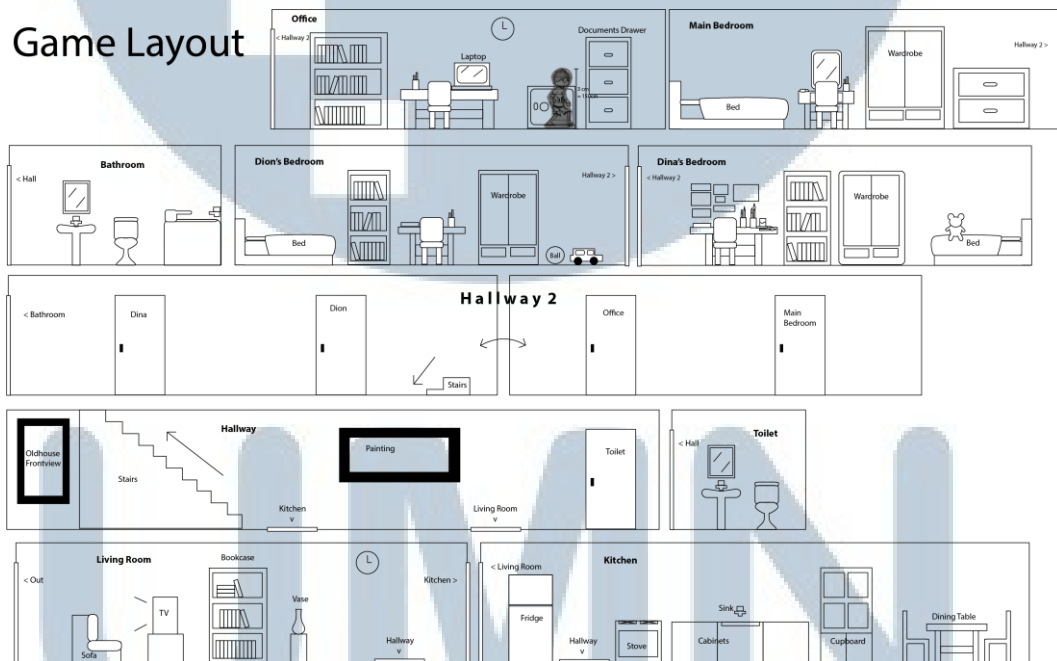 Game Layout
Office
< Hallway 2
Laptop
Documents Drawer
Main Bedroom
Wardrobe
Hallway 2 >
Bed
Bathroom
< Hall
Dion's Bedroom
Hallway 2 >
Wardrobe
Bed
Ball
Dina's Bedroom
< Hallway 2
Wardrobe
Bed
Hallway 2
< Bathroom
Dina
Dion
Stairs
Office
Main
Bedroom
Hallway
Oldhouse
Frontview
Stairs
Painting
Toilet
Kitchen
v
Living Room
v
Toilet
< Hall
Living Room
Bookcase
< Out
Kitchen >
TV
Vase
Sofa
Hallway
v
Kitchen
< Living Room
Fridge
Sink
Hallway
v
Stove
Cabinets
Cupboard
Dining Table